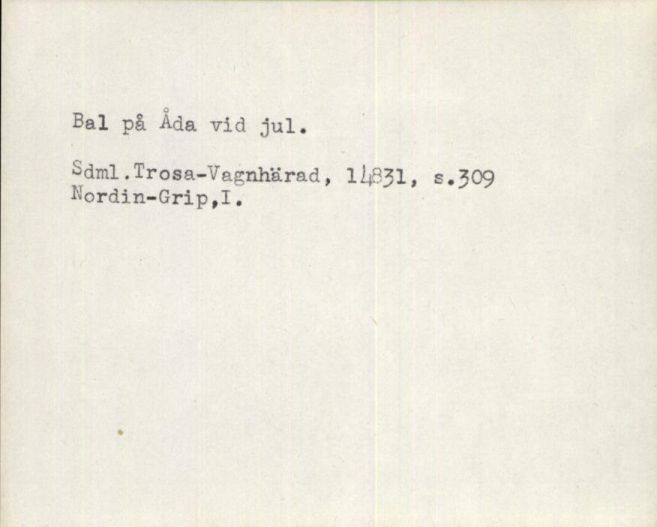 Bal på Åda vid jul.
Sdml.Trosa-Vagnhärad, 14831, s.309
Nordin-Grip,I.